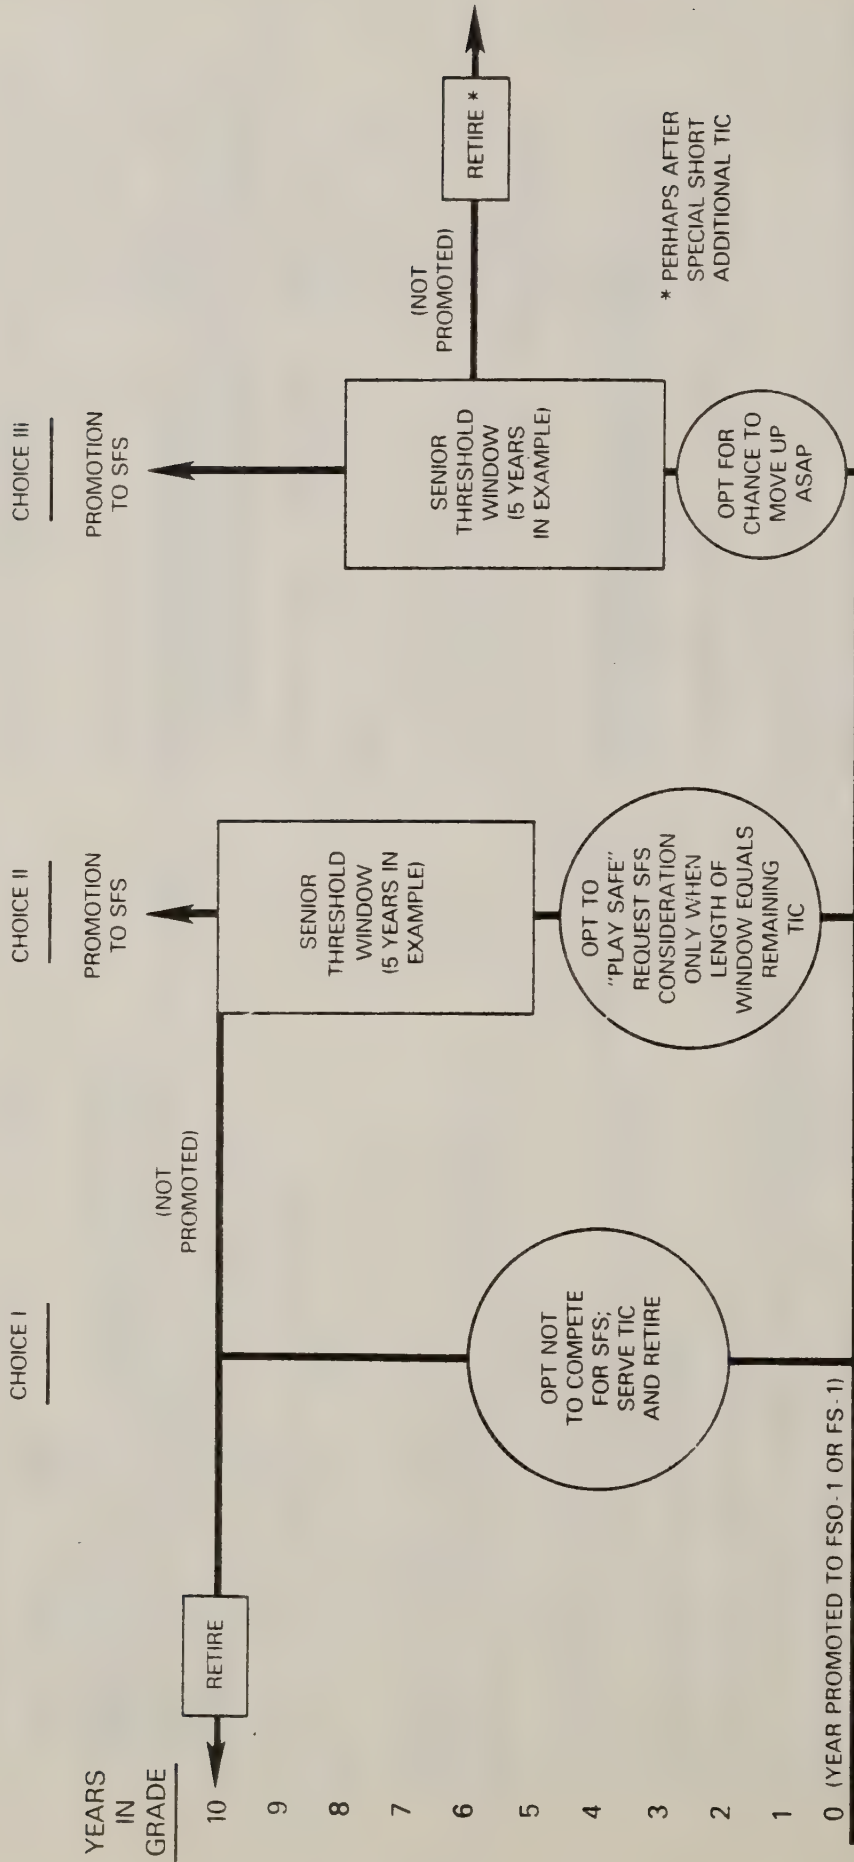 CHOICE I
CHOICE II
CHOICE III
YEARS
IN
GRADE
10
9
8
7
6
5
4
3
2
1
0 (YEAR PROMOTED TO FSO-1 OR FS-1)
RETIRE
(NOT
PROMOTED)
OPT NOT
TO COMPETE
FOR SFS;
SERVE TIC
AND RETIRE
PROMOTION
TO SFS
SENIOR
THRESHOLD
WINDOW
(5 YEARS IN
EXAMPLE)
OPT TO
"PLAY SAFE"
REQUEST SFS
CONSIDERATION
ONLY WHEN
LENGTH OF
WINDOW EQUALS
REMAINING
TIC
PROMOTION
TO SFS
SENIOR
THRESHOLD
WINDOW
(5 YEARS
IN EXAMPLE)
OPT FOR
CHANCE TO
MOVE UP
ASAP
(NOT
PROMOTED)
RETIRE *
* PERHAPS AFTER
SPECIAL SHORT
ADDITIONAL TIC